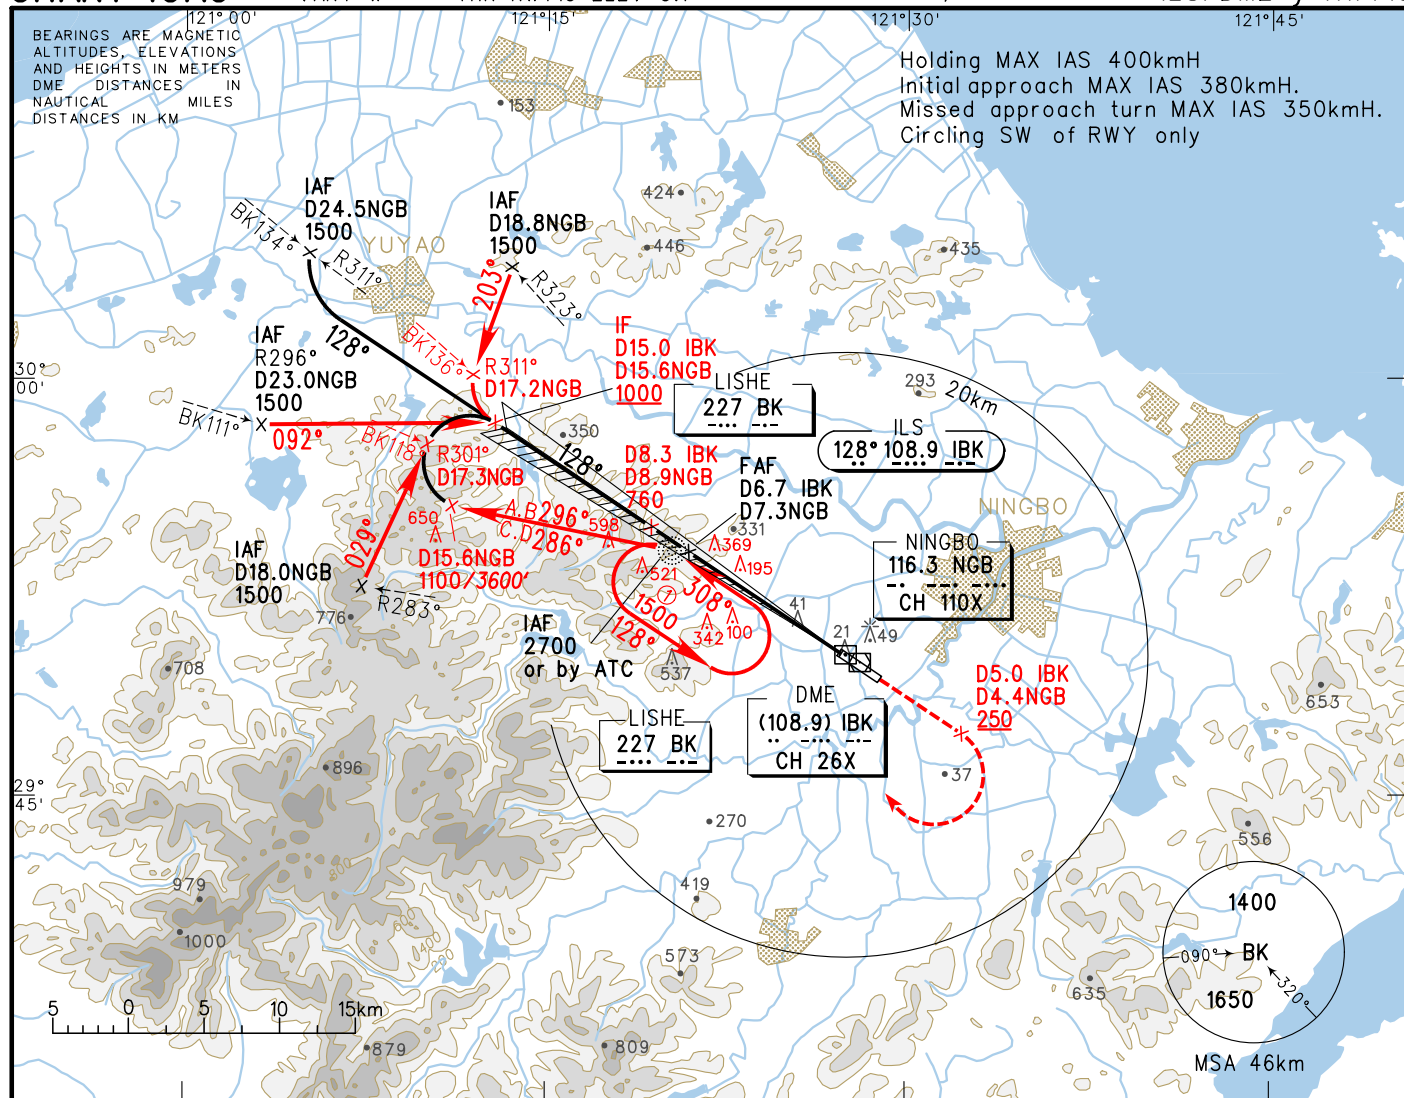 121°00'
121°15'
121°30'
121°45'
BEARINGS ARE MAGNETIC
ALTITUDES, ELEVATIONS
AND HEIGHTS IN METERS
DME DISTANCES IN
NAUTICAL MILES
DISTANCES IN KM
Holding MAX IAS 400kmH
Initial approach MAX IAS 380kmH.
Missed approach turn MAX IAS 350kmH.
Circling SW of RWY only
153
424
446
435
IAF
D24.5NGB
1500
BK134°
R311°
YUYAO
128°
IAF
D18.8NGB
1500
R323°
203°
BK136°
R311°
D17.2NGB
IF
D15.0 IBK
D15.6NGB
1000
30°
00'
IAF
R296°
D23.0NGB
1500
BK111°
092°
BK118°
R301°
D17.3NGB
LISHE
227 BK
293
20km
ILS
128° 108.9 IBK
350
128°
D8.3 IBK
D8.9NGB
760
FAF
D6.7 IBK
D7.3NGB
331
NINGBO
NINGBO
116.3 NGB
CH 110X
650
A.B296°
C.D286°
598
369
195
521
029°
D15.6NGB
1100/3600'
IAF
D18.0NGB
1500
R283°
776
1
1500
308°
128°
342
100
537
41
21
49
IAF
2700
or by ATC
708
D5.0 IBK
D4.4NGB
250
653
LISHE
227 BK
DME
(108.9) IBK
CH 26X
896
37
29°
45'
270
556
800
979
1000
600
400
200
419
573
635
1400
090°
BK
320°
1650
MSA 46km
5 0 5 10 15km
879
809